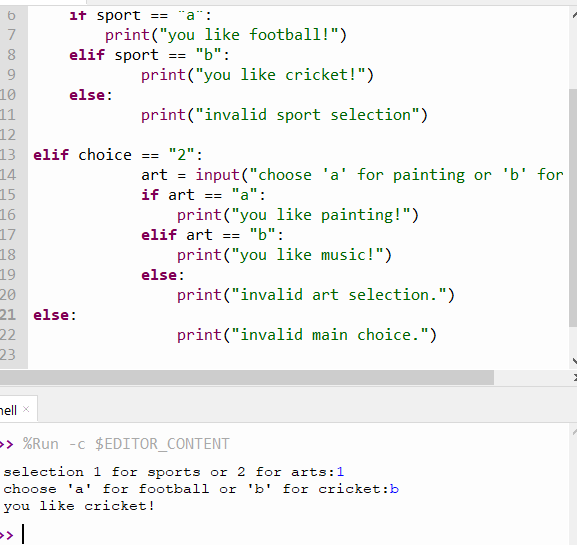 6 if sport == "a":
7 print("you like football!")
8 elif sport == "b":
9 print("you like cricket!")
10 else:
11 print("invalid sport selection")
12
13 elif choice == "2":
14 art = input("choose 'a' for painting or 'b' for
15 if art == "a":
16 print("you like painting!")
17 elif art == "b":
18 print("you like music!")
19 else:
20 print("invalid art selection.")
21 else:
22 print("invalid main choice.")
23
hell ×
>> %Run -c $EDITOR_CONTENT
selection 1 for sports or 2 for arts:1
choose 'a' for football or 'b' for cricket:b
you like cricket!
>>